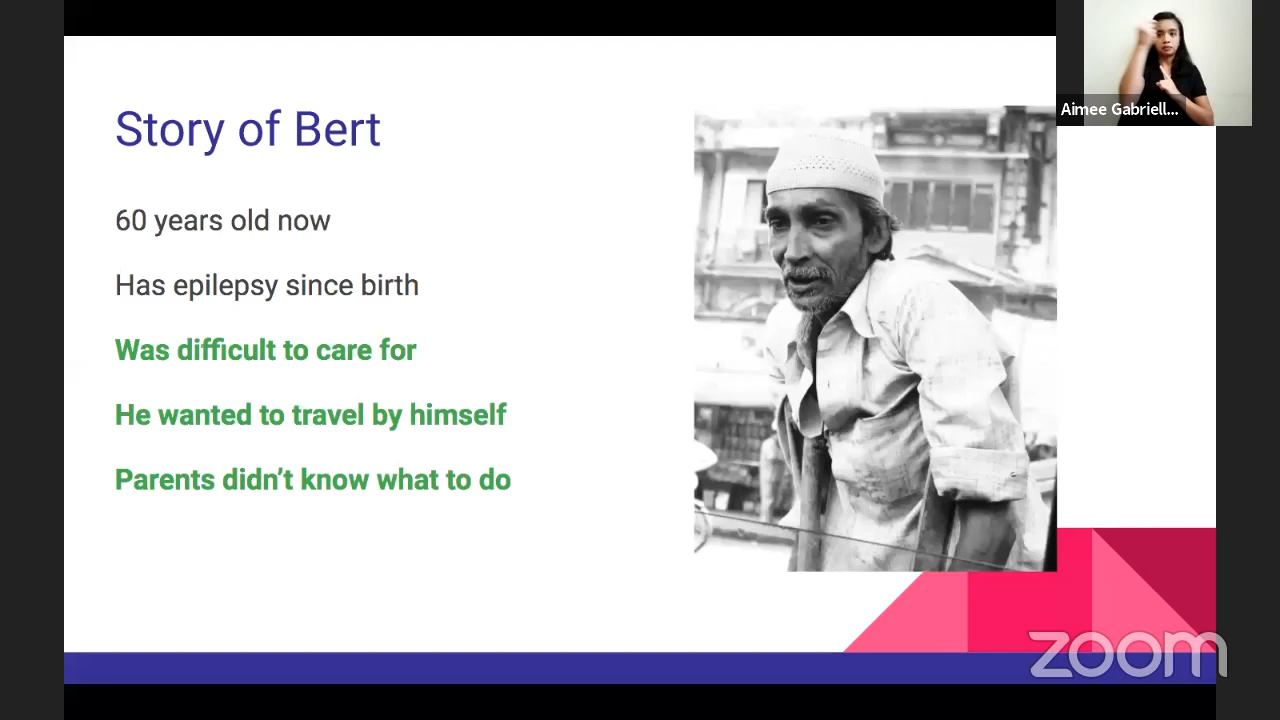 Aimee Gabriell...
Story of Bert
60 years old now
Has epilepsy since birth
Was difficult to care for
He wanted to travel by himself
Parents didn’t know what to do
zoom